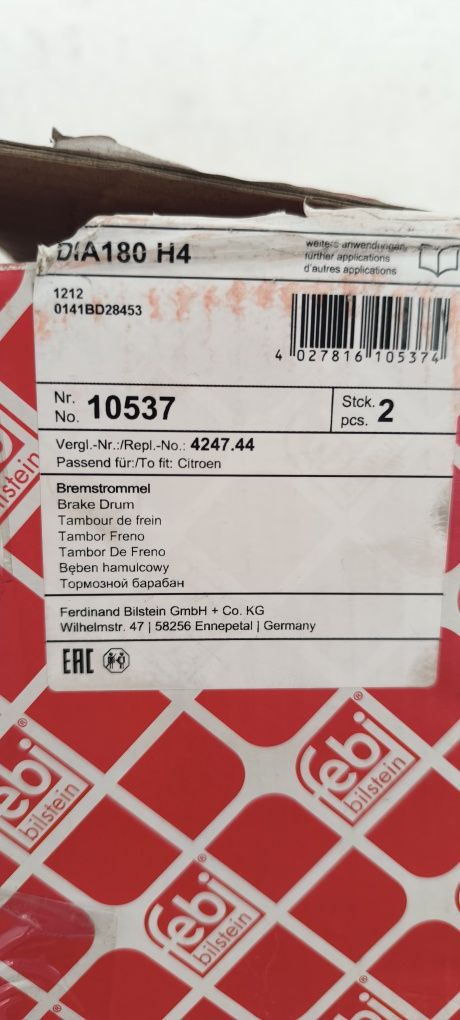 DIA180 H4
weitere anwendungen
further applications
d'autres applications
1212
0141BD28453
4 027816 105374
Nr.
No. 10537
Stck.
pcs. 2
Vergl.-Nr.:/Repl.-No.: 4247.44
Passend für:/To fit: Citroen
Bremstrommel
Brake Drum
Tambour de frein
Tambor Freno
Tambor De Freno
Bęben hamulcowy
Тормозной барабан
Ferdinand Bilstein GmbH + Co. KG
Wilhelmstr. 47 | 58256 Ennepetal | Germany
EAC
febi
bilstein
febi
bilstein
febi
bilstein